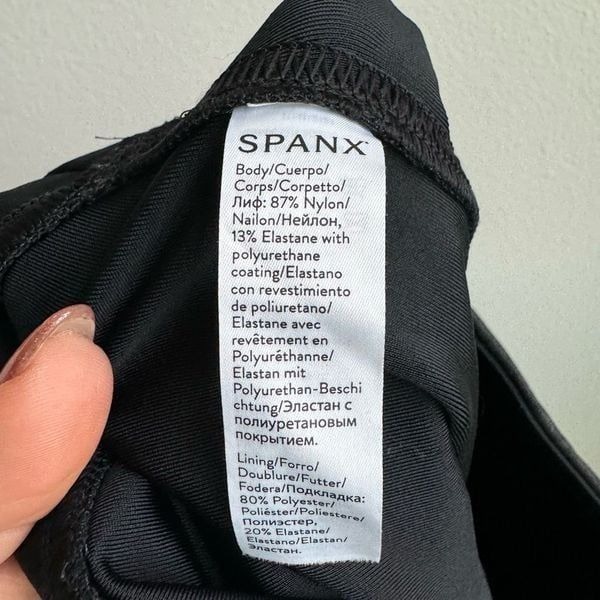 SPANX
Body/Cuerpo/
Corps/Corpetto/
Лиф: 87% Nylon/
Nailon/Нейлон,
13% Elastane with
polyurethane
coating/Elastano
con revestimiento
de poliuretano/
Elastane avec
revêtement en
Polyuréthanne/
Elastan mit
Polyurethan-Beschi
chtung/Эластан с
полиуретановым
покрытием.
Lining/Forro/
Doublure/Futter/
Fodera/Подкладка:
80% Polyester/
Poliéster/Poliestere/
Полиэстер,
20% Elastane/
Elastano/Elastan/
Эластан.